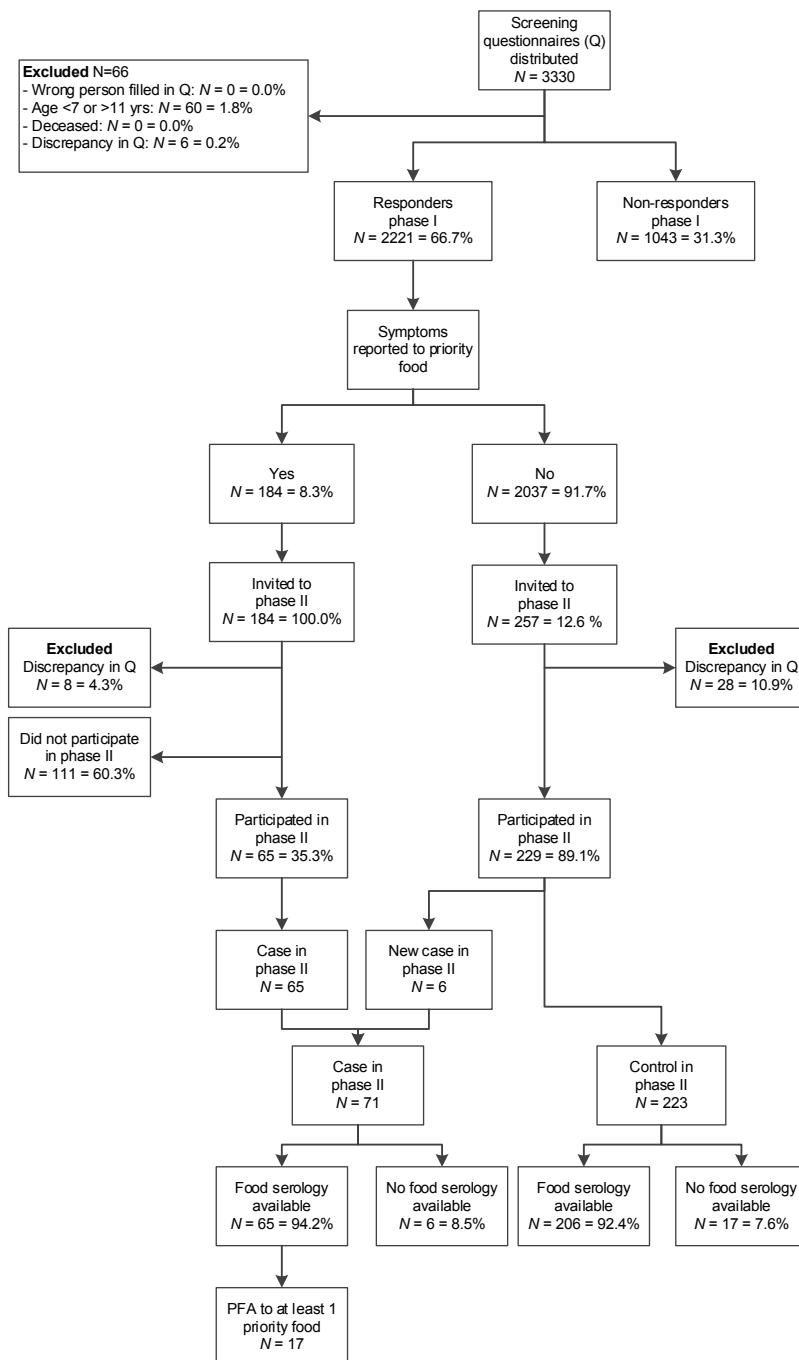 Screening
questionnaires (Q)
distributed
N = 3330
Excluded N=66
- Wrong person filled in Q: N = 0 = 0.0%
- Age <7 or >11 yrs: N = 60 = 1.8%
- Deceased: N = 0 = 0.0%
- Discrepancy in Q: N = 6 = 0.2%
Responders
phase I
N = 2221 = 66.7%
Non-responders
phase I
N = 1043 = 31.3%
Symptoms
reported to priority
food
Yes
N = 184 = 8.3%
No
N = 2037 = 91.7%
Invited to
phase II
N = 184 = 100.0%
Invited to
phase II
N = 257 = 12.6 %
Excluded
Discrepancy in Q
N = 8 = 4.3%
Excluded
Discrepancy in Q
N = 28 = 10.9%
Did not participate
in phase II
N = 111 = 60.3%
Participated in
phase II
N = 65 = 35.3%
Participated in
phase II
N = 229 = 89.1%
Case in
phase II
N = 65
New case in
phase II
N = 6
Case in
phase II
N = 71
Control in
phase II
N = 223
Food serology
available
N = 65 = 94.2%
No food serology
available
N = 6 = 8.5%
Food serology
available
N = 206 = 92.4%
No food serology
available
N = 17 = 7.6%
PFA to at least 1
priority food
N = 17